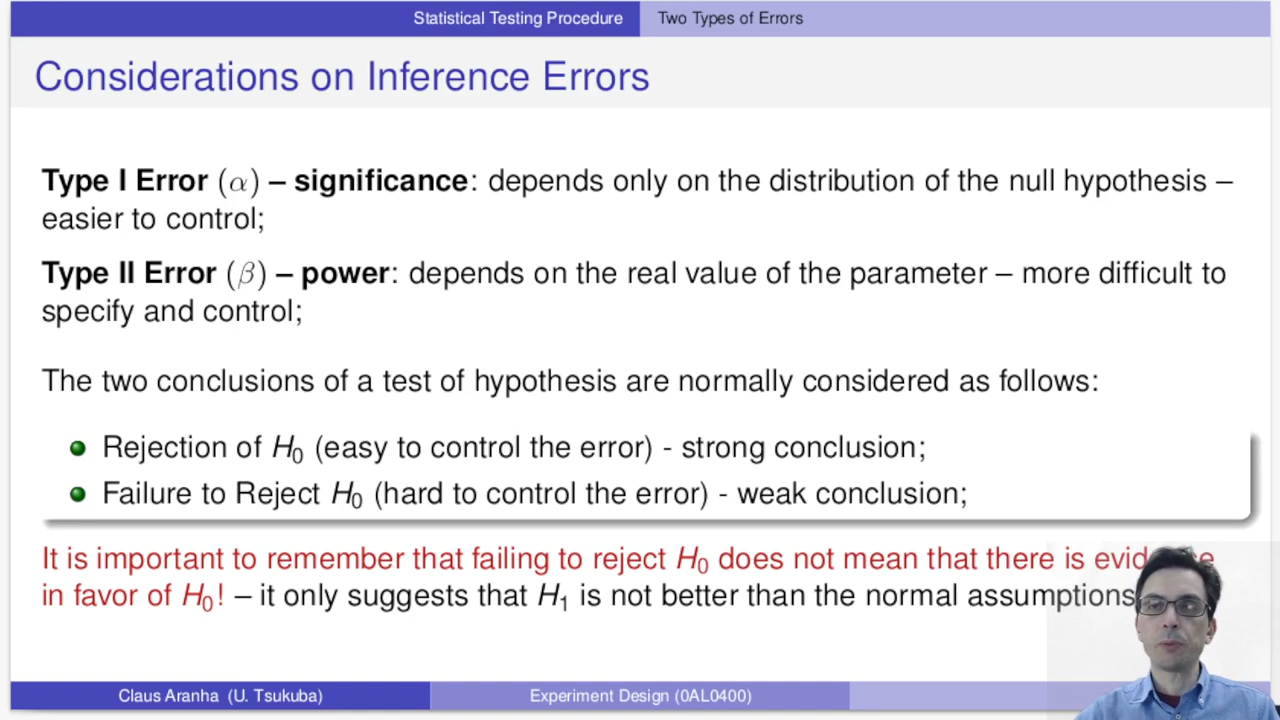 Statistical Testing Procedure Two Types of Errors
Considerations on Inference Errors
Type I Error (α) – significance: depends only on the distribution of the null hypothesis –
easier to control;
Type II Error (β) – power: depends on the real value of the parameter – more difficult to
specify and control;
The two conclusions of a test of hypothesis are normally considered as follows:
Rejection of H₀ (easy to control the error) - strong conclusion;
Failure to Reject H₀ (hard to control the error) - weak conclusion;
It is important to remember that failing to reject H₀ does not mean that there is evidence
in favor of H₀! – it only suggests that H₁ is not better than the normal assumptions
Claus Aranha (U. Tsukuba) Experiment Design (0AL0400)